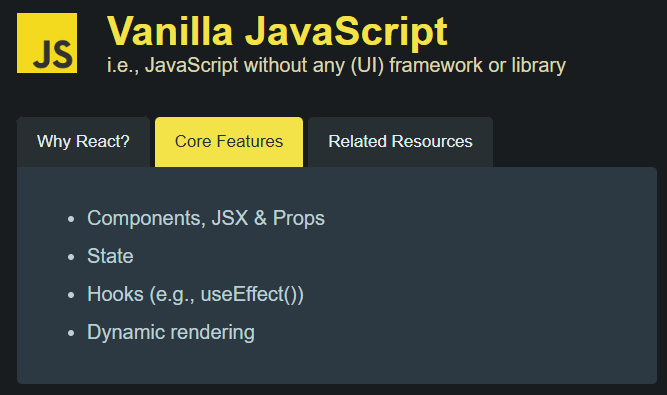 JS
Vanilla JavaScript
i.e., JavaScript without any (UI) framework or library
Why React?
Core Features
Related Resources
• Components, JSX & Props
• State
• Hooks (e.g., useEffect())
• Dynamic rendering